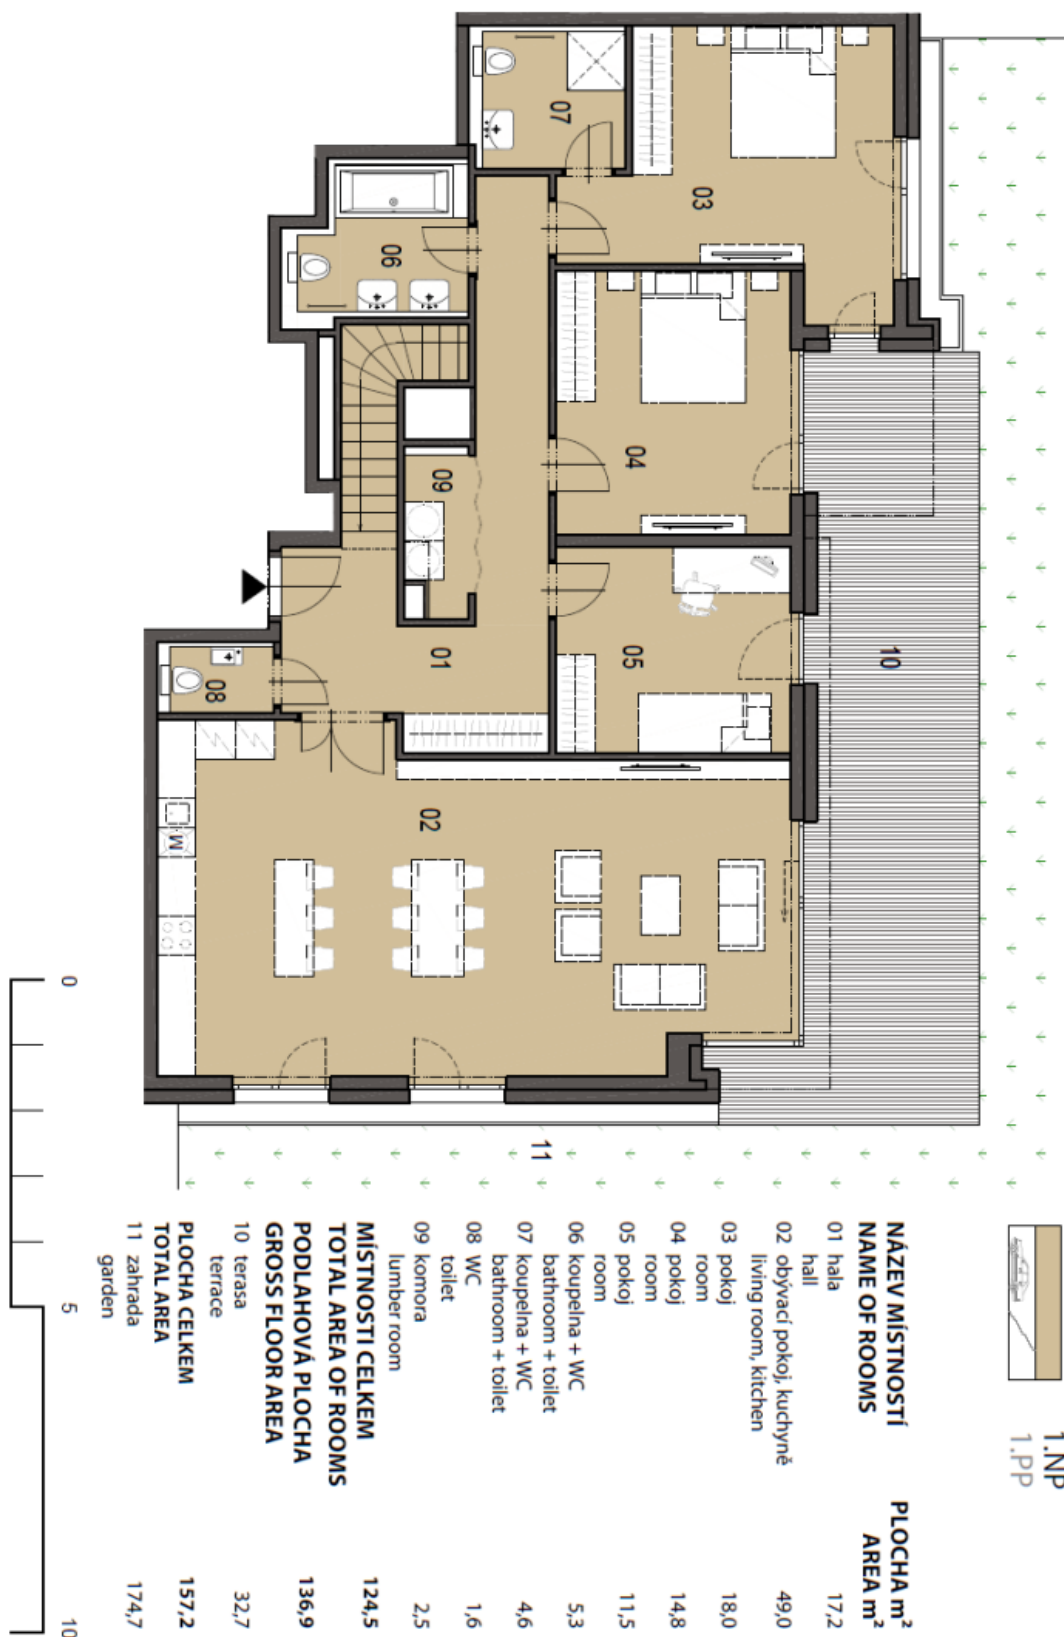 1.NP
1.PP
NÁZEV MÍSTNOSTÍ PLOCHA m²
NAME OF ROOMS AREA m²
01 hala 17,2
hall
02 obývací pokoj, kuchyně 49,0
living room, kitchen
03 pokoj 18,0
room
04 pokoj 14,8
room
05 pokoj 11,5
room
06 koupelna + WC 5,3
bathroom + toilet
07 koupelna + WC 4,6
bathroom + toilet
08 WC 1,6
toilet
09 komora 2,5
lumber room
MÍSTNOSTI CELKEM 124,5
TOTAL AREA OF ROOMS
PODLAHOVÁ PLOCHA 136,9
GROSS FLOOR AREA
10 terasa 32,7
terrace
PLOCHA CELKEM 157,2
TOTAL AREA
11 zahrada 174,7
garden
07
03
06
04
09
05
10
01
08
02
M
11
0
5
10